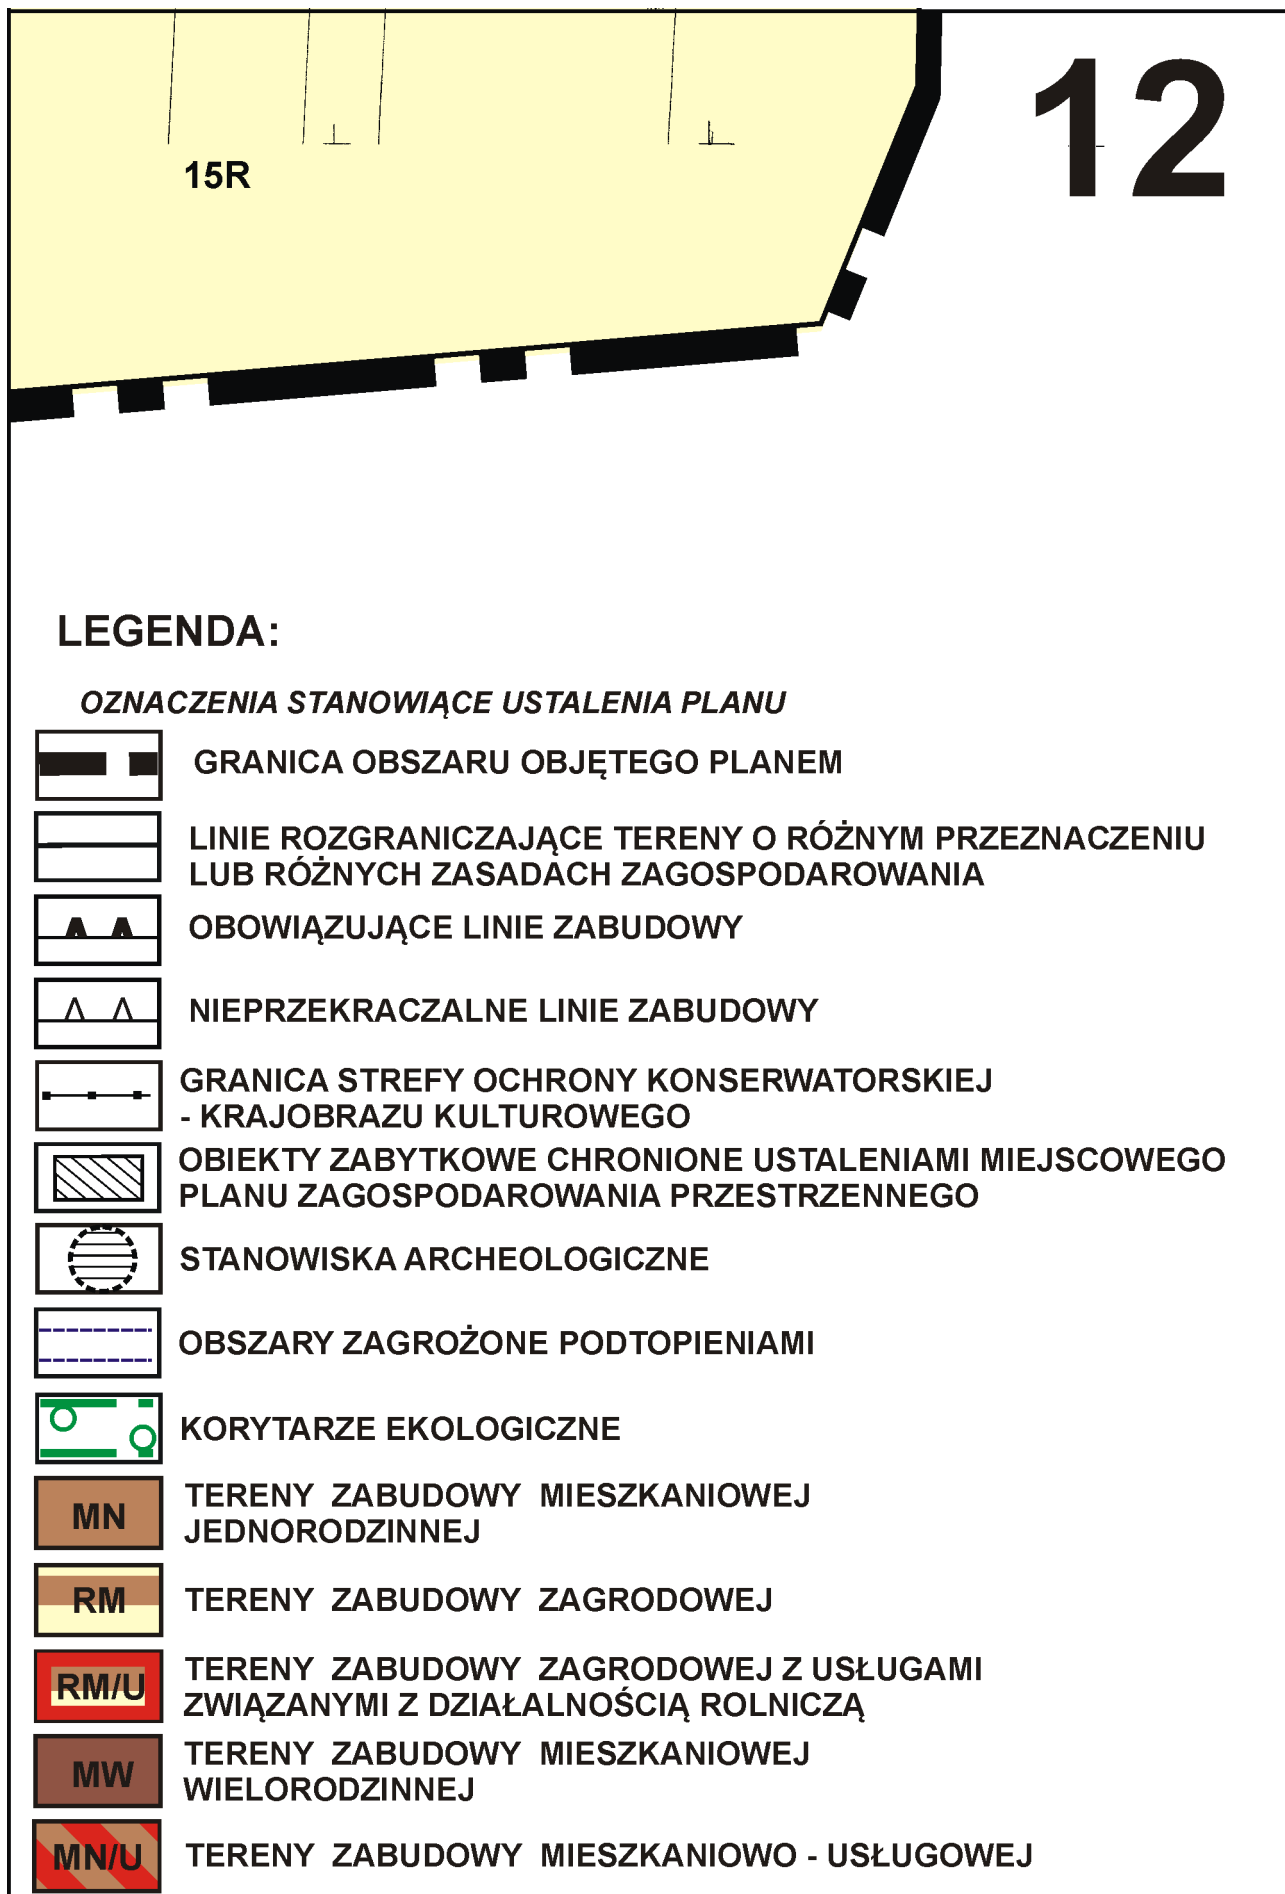 12
15R
LEGENDA:
OZNACZENIA STANOWIĄCE USTALENIA PLANU
GRANICA OBSZARU OBJĘTEGO PLANEM
LINIE ROZGRANICZAJĄCE TERENY O RÓŻNYM PRZEZNACZENIU
LUB RÓŻNYCH ZASADACH ZAGOSPODAROWANIA
OBOWIĄZUJĄCE LINIE ZABUDOWY
NIEPRZEKRACZALNE LINIE ZABUDOWY
GRANICA STREFY OCHRONY KONSERWATORSKIEJ
- KRAJOBRAZU KULTUROWEGO
OBIEKTY ZABYTKOWE CHRONIONE USTALENIAMI MIEJSCOWEGO
PLANU ZAGOSPODAROWANIA PRZESTRZENNEGO
STANOWISKA ARCHEOLOGICZNE
OBSZARY ZAGROŻONE PODTOPIENIAMI
KORYTARZE EKOLOGICZNE
MN TERENY ZABUDOWY MIESZKANIOWEJ
JEDNORODZINNEJ
RM TERENY ZABUDOWY ZAGRODOWEJ
RM/U TERENY ZABUDOWY ZAGRODOWEJ Z USŁUGAMI
ZWIĄZANYMI Z DZIAŁALNOŚCIĄ ROLNICZĄ
MW TERENY ZABUDOWY MIESZKANIOWEJ
WIELORODZINNEJ
MN/U TERENY ZABUDOWY MIESZKANIOWO - USŁUGOWEJ